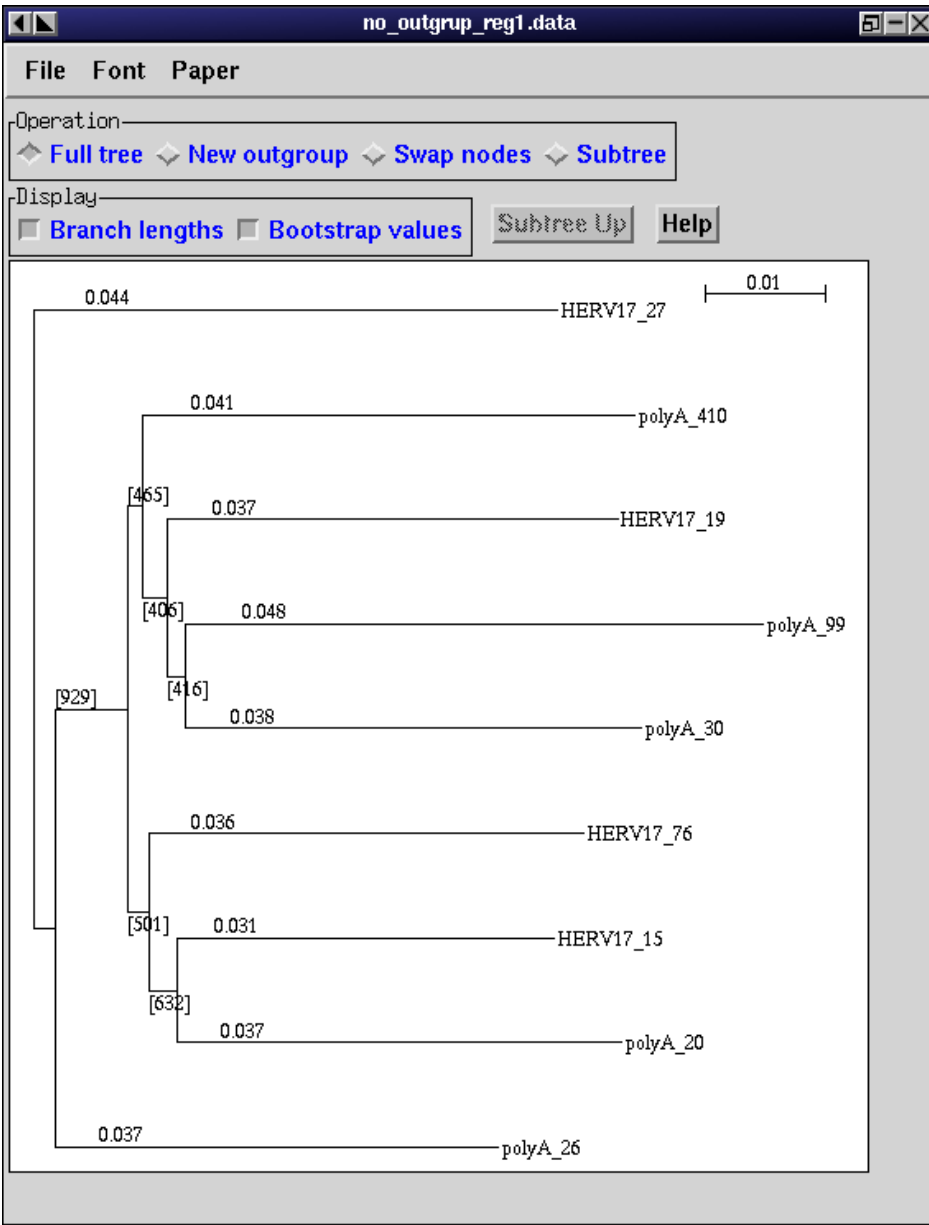 no_outgrup_reg1.data
File Font Paper
Operation
Full tree New outgroup Swap nodes Subtree
Display
Branch lengths Bootstrap values Subtree Up Help
0.01
0.044
HERV17_27
0.041
polyA_410
[465]
0.037
HERV17_19
[406]
0.048
polyA_99
[416]
[929]
0.038
polyA_30
0.036
HERV17_76
[501]
0.031
HERV17_15
[632]
0.037
polyA_20
0.037
polyA_26